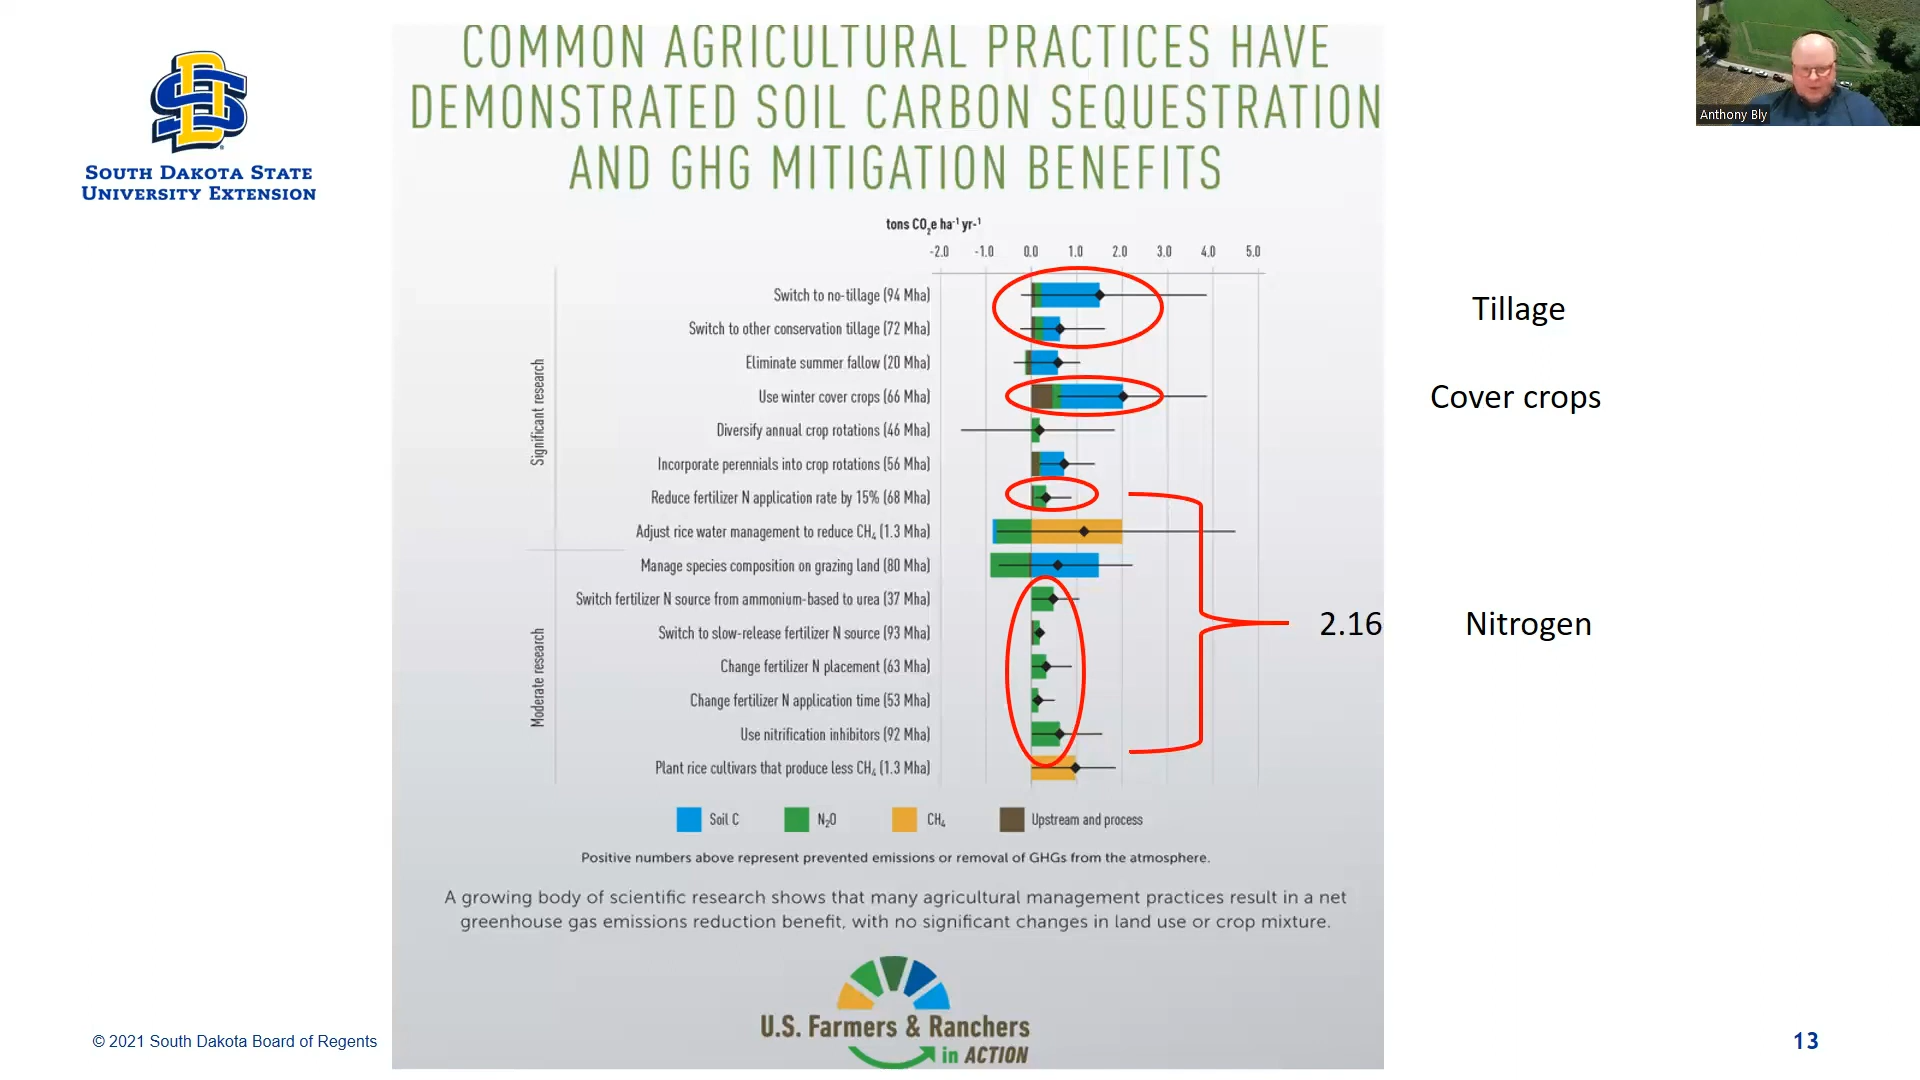 SOUTH DAKOTA STATE
UNIVERSITY EXTENSION
COMMON AGRICULTURAL PRACTICES HAVE
DEMONSTRATED SOIL CARBON SEQUESTRATION
AND GHG MITIGATION BENEFITS
Anthony Bly
tons CO₂e ha⁻¹ yr-¹
-2.0 -1.0 0.0 1.0 2.0 3.0 4.0 5.0
Significant research
Switch to no-tillage (94 Mha)
Switch to other conservation tillage (72 Mha)
Eliminate summer fallow (20 Mha)
Use winter cover crops (66 Mha)
Diversify annual crop rotations (46 Mha)
Incorporate perennials into crop rotations (56 Mha)
Reduce fertilizer N application rate by 15% (68 Mha)
Adjust rice water management to reduce CH₄ (1.3 Mha)
Moderate research
Manage species composition on grazing land (80 Mha)
Switch fertilizer N source from ammonium-based to urea (37 Mha)
Switch to slow-release fertilizer N source (93 Mha)
Change fertilizer N placement (63 Mha)
Change fertilizer N application time (53 Mha)
Use nitrification inhibitors (92 Mha)
Plant rice cultivars that produce less CH₄ (1.3 Mha)
Tillage
Cover crops
2.16 Nitrogen
Soil C N₂O CH₄ Upstream and process
Positive numbers above represent prevented emissions or removal of GHGs from the atmosphere.
A growing body of scientific research shows that many agricultural management practices result in a net
greenhouse gas emissions reduction benefit, with no significant changes in land use or crop mixture.
U.S. Farmers & Ranchers
in ACTION
© 2021 South Dakota Board of Regents
13